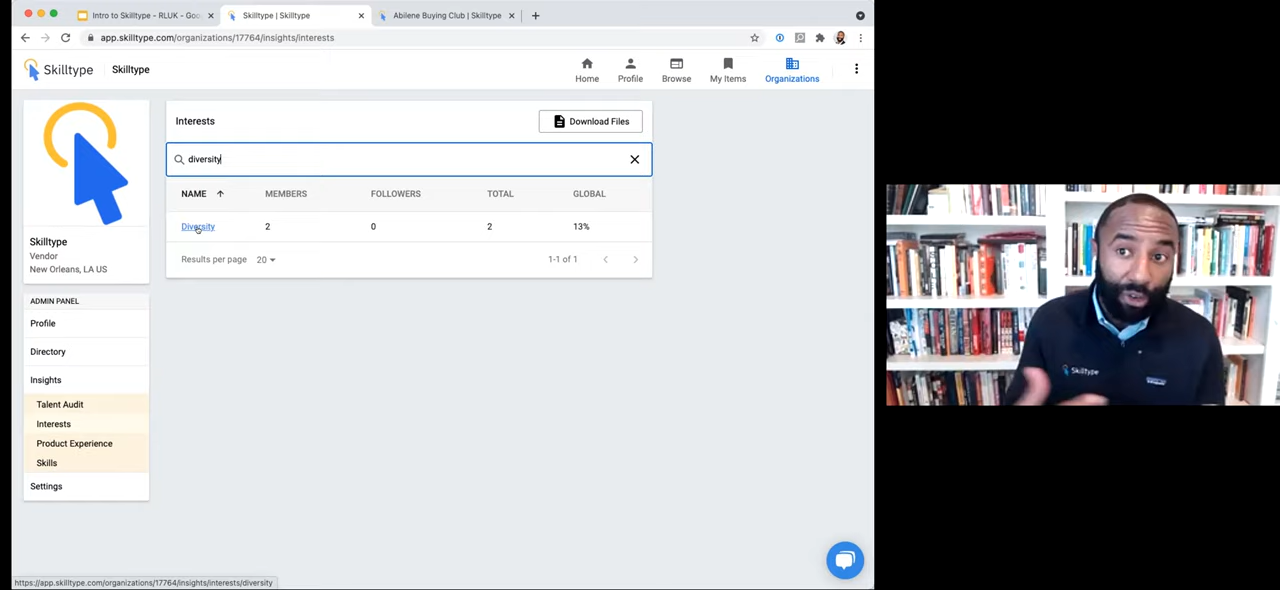 Intro to Skilltype - RLUK - Goo
Skilltype | Skilltype
Abilene Buying Club | Skilltype
app.skilltype.com/organizations/17764/insights/interests
Skilltype
Skilltype
Home
Profile
Browse
My Items
Organizations
Skilltype
Vendor
New Orleans, LA US
ADMIN PANEL
Profile
Directory
Insights
Talent Audit
Interests
Product Experience
Skills
Settings
Interests
Download Files
diversity
NAME MEMBERS FOLLOWERS TOTAL GLOBAL
Diversity 2 0 2 13%
Results per page 20 1-1 of 1
https://app.skilltype.com/organizations/17764/insights/interests/diversity
Skilltype